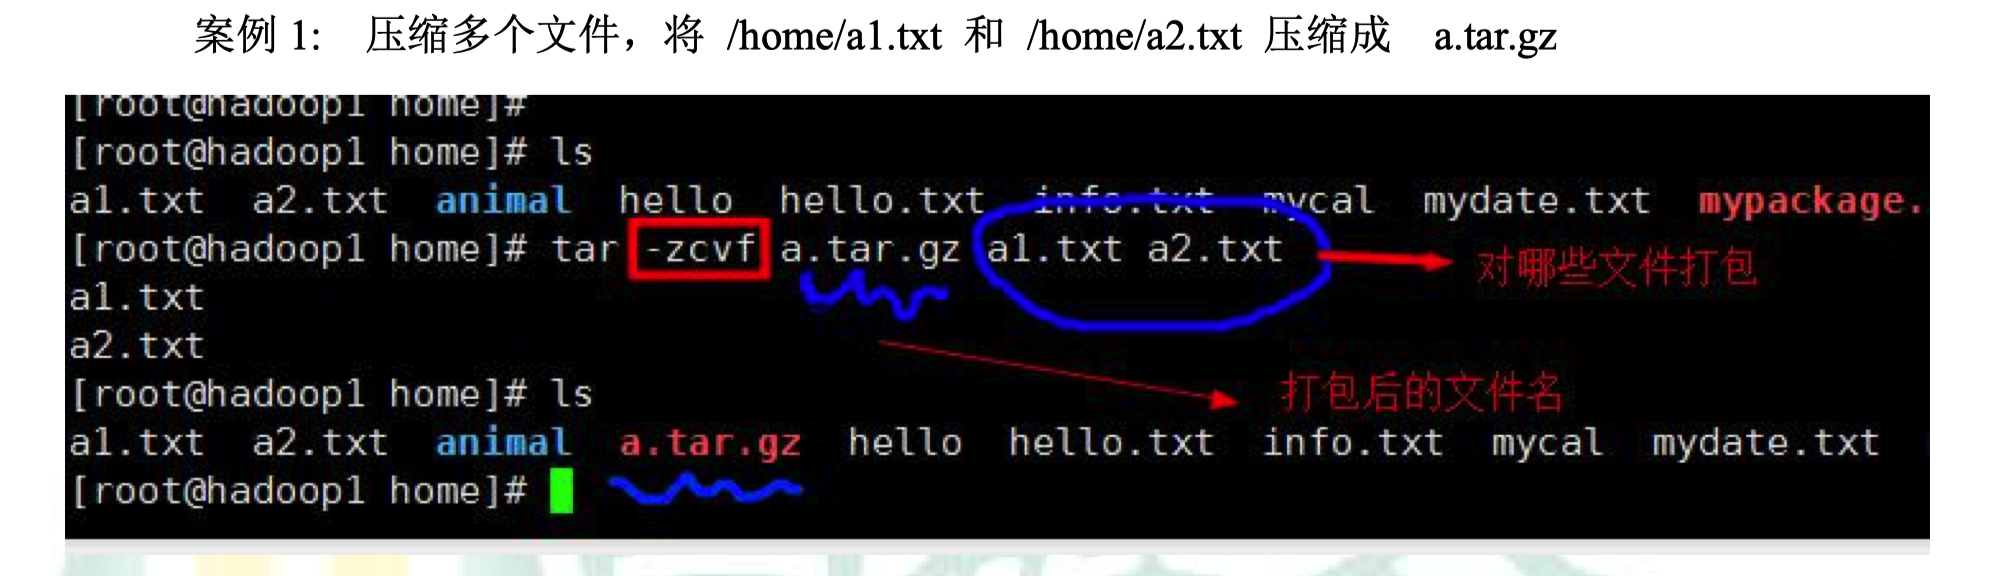 案例 1: 压缩多个文件，将 /home/a1.txt 和 /home/a2.txt 压缩成 a.tar.gz
[root@hadoop1 home]#
[root@hadoop1 home]# ls
a1.txt a2.txt animal hello hello.txt info.txt mycal mydate.txt mypackage.
[root@hadoop1 home]# tar -zcvf a.tar.gz a1.txt a2.txt
对哪些文件打包
a1.txt
a2.txt
[root@hadoop1 home]# ls
打包后的文件名
a1.txt a2.txt animal a.tar.gz hello hello.txt info.txt mycal mydate.txt
[root@hadoop1 home]#